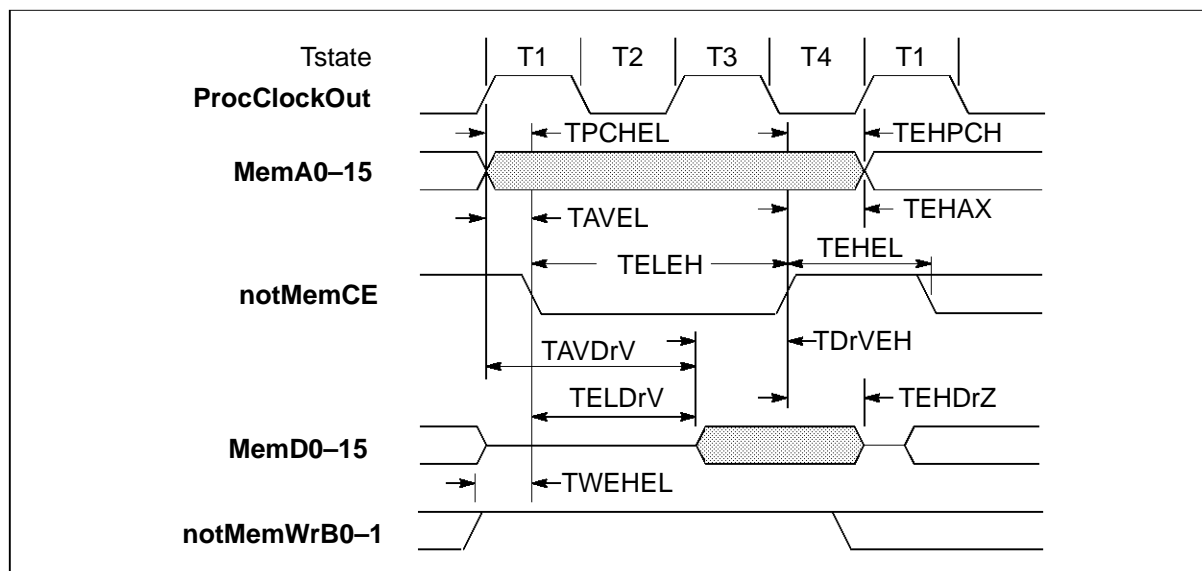 Tstate T1 T2 T3 T4 T1
ProcClockOut
TPCHEL TEHPCH
MemA0–15
TAVEL TEHAX
TELEH TEHEL
notMemCE
TAVDrV TDrVEH
TELDrV TEHDrZ
MemD0–15
TWEHEL
notMemWrB0–1